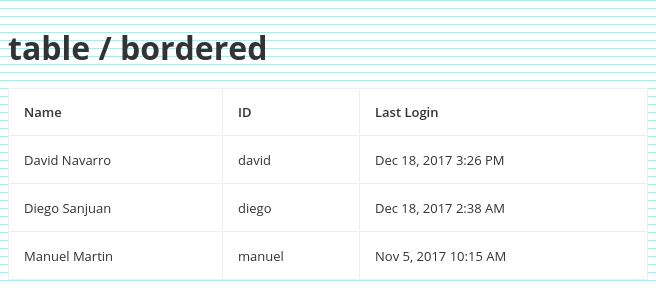 table / bordered
Name ID Last Login
David Navarro david Dec 18, 2017 3:26 PM
Diego Sanjuan diego Dec 18, 2017 2:38 AM
Manuel Martin manuel Nov 5, 2017 10:15 AM